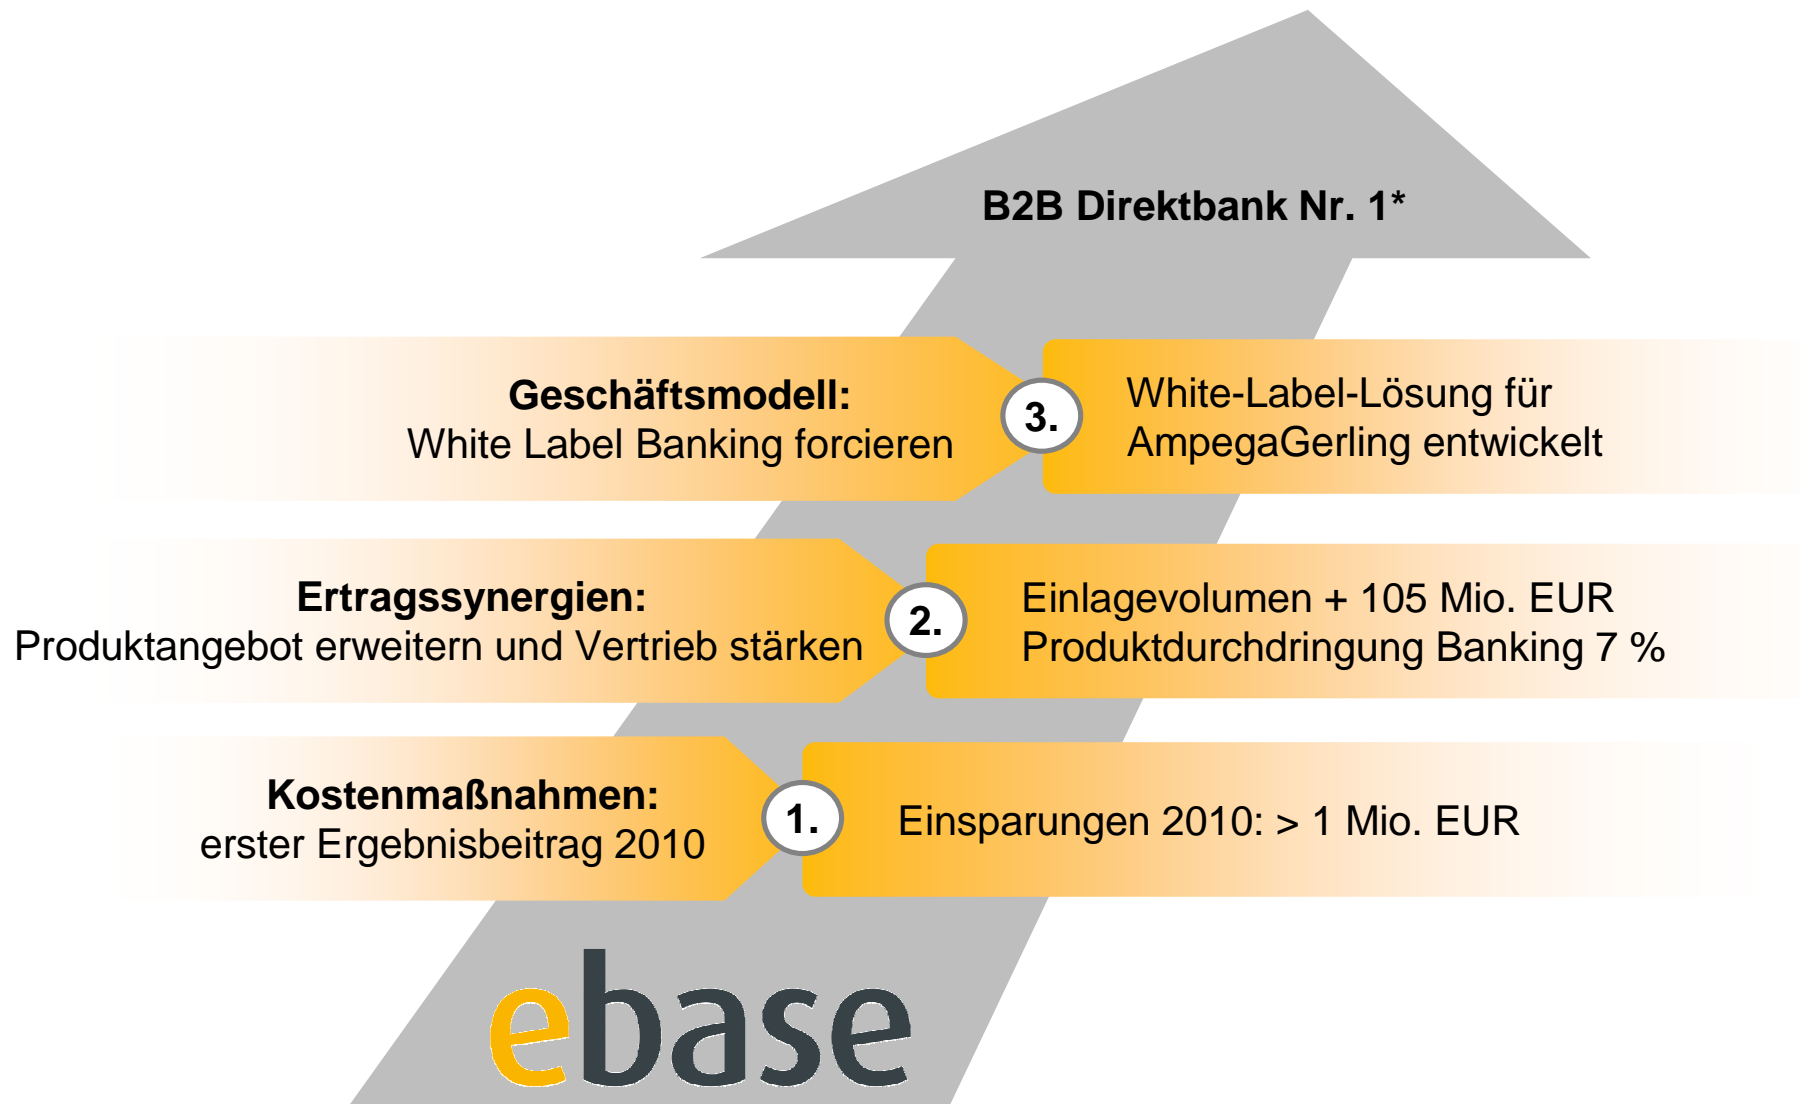 B2B Direktbank Nr. 1*
Geschäftsmodell:
White Label Banking forcieren
3.
White-Label-Lösung für
AmpegaGerling entwickelt
Ertragssynergien:
Produktangebot erweitern und Vertrieb stärken
2.
Einlagevolumen + 105 Mio. EUR
Produktdurchdringung Banking 7 %
Kostenmaßnahmen:
erster Ergebnisbeitrag 2010
1.
Einsparungen 2010: > 1 Mio. EUR
ebase